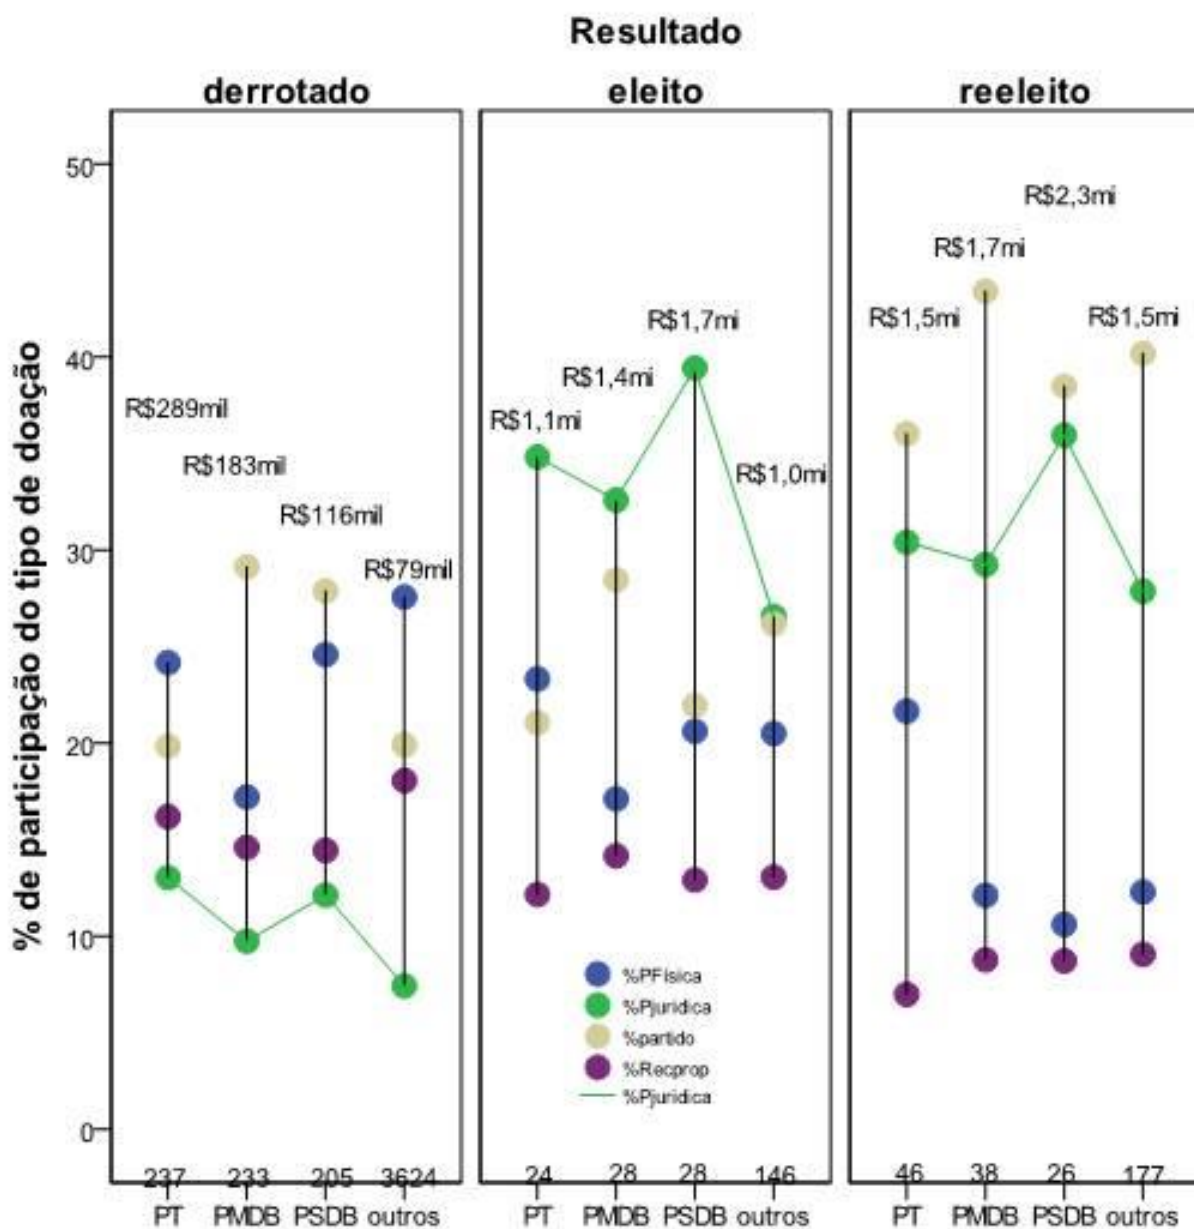 Resultado
derrotado eleito reeleito
% de participação do tipo de doação
50
40
30
20
10
0
R$289mil
R$183mil
R$116mil
R$79mil
R$1,1mi
R$1,4mi
R$1,7mi
R$1,0mi
R$1,5mi
R$1,7mi
R$2,3mi
R$1,5mi
%PFísica
%Pjuridica
%partido
%Recprop
%Pjuridica
237 233 205 3624 24 28 28 146 46 38 26 177
PT PMDB PSDB outros PT PMDB PSDB outros PT PMDB PSDB outros